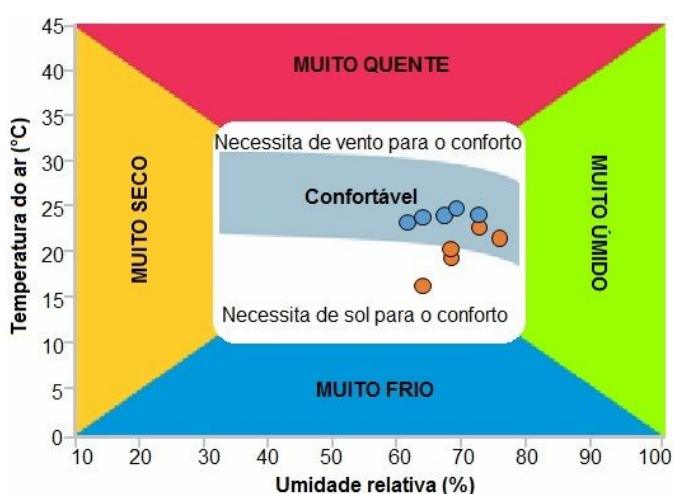 45
40
35
30
25
20
15
10
5
0
Temperatura do ar (°C)
MUITO QUENTE
MUITO SECO
Necessita de vento para o conforto
Confortável
Necessita de sol para o conforto
MUITO ÚMIDO
MUITO FRIO
10 20 30 40 50 60 70 80 90 100
Umidade relativa (%)